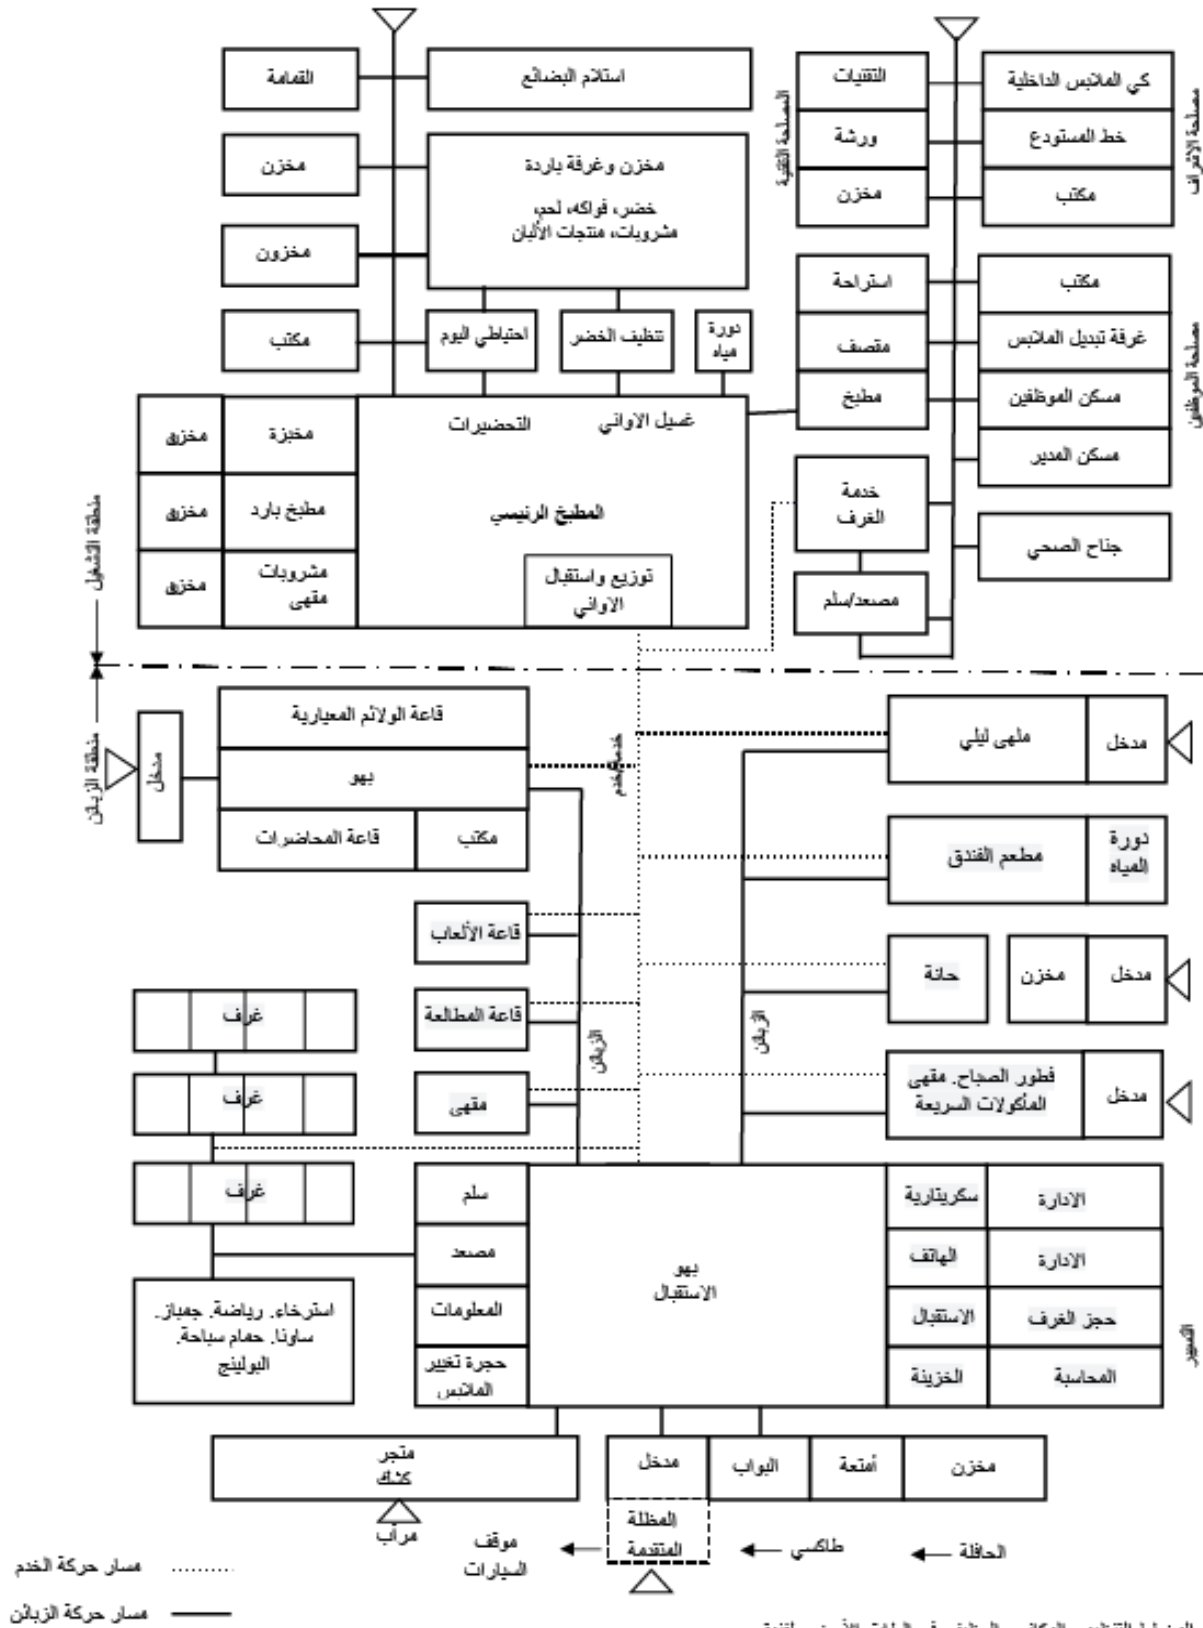 القمامة
استلام البضائع
التقنيات
كي الملابس الداخلية
مخزن
مخزن وغرفة باردة
خضر، فواكه، لحم،
مشروبات، منتجات الألبان
ورشة
خط المستودع
مخزون
مخزن
مكتب
المصلحة التقنية
مصلحة الاشراف
مكتب
احتياطي اليوم
تنظيف الخضر
دورة
مياه
استراحة
مكتب
مقصف
غرفة تبديل الملابس
مطبخ
مسكن الموظفين
مسكن المدير
مصلحة الموظفين
مخزن
مخبزة
التحضيرات
غسيل الاواني
مخزن
مطبخ بارد
المطبخ الرئيسي
خدمة
الغرف
مخزن
مشروبات
مقهى
توزيع واستقبال
الاواني
جناح الصحي
مصعد/سلم
منطقة التشغيل
منطقة الزبائن
مدخل
قاعة الولائم المعيارية
بهو
قاعة المحاضرات
مكتب
خدمة/خدم
ملهى ليلي
مدخل
مطعم الفندق
دورة
المياه
قاعة الألعاب
حانة
مخزن
مدخل
غرف
قاعة المطالعة
الزبائن
الزبائن
غرف
مقهى
فطور الصباح. مقهى
المأكولات السريعة
مدخل
غرف
سلم
سكريتارية
الادارة
مصعد
بهو
الاستقبال
الهاتف
الادارة
استرخاء. رياضة. جمباز.
ساونا. حمام سباحة.
البولينج
المعلومات
الاستقبال
حجز الغرف
حجرة تغيير
الملابس
الخزينة
المحاسبة
التسيير
متجر
كشك
مدخل
البواب
أمتعة
مخزن
مرآب
موقف
السيارات
المظلة
المتقدمة
طاكسي
الحافلة
مسار حركة الخدم
مسار حركة الزبائن